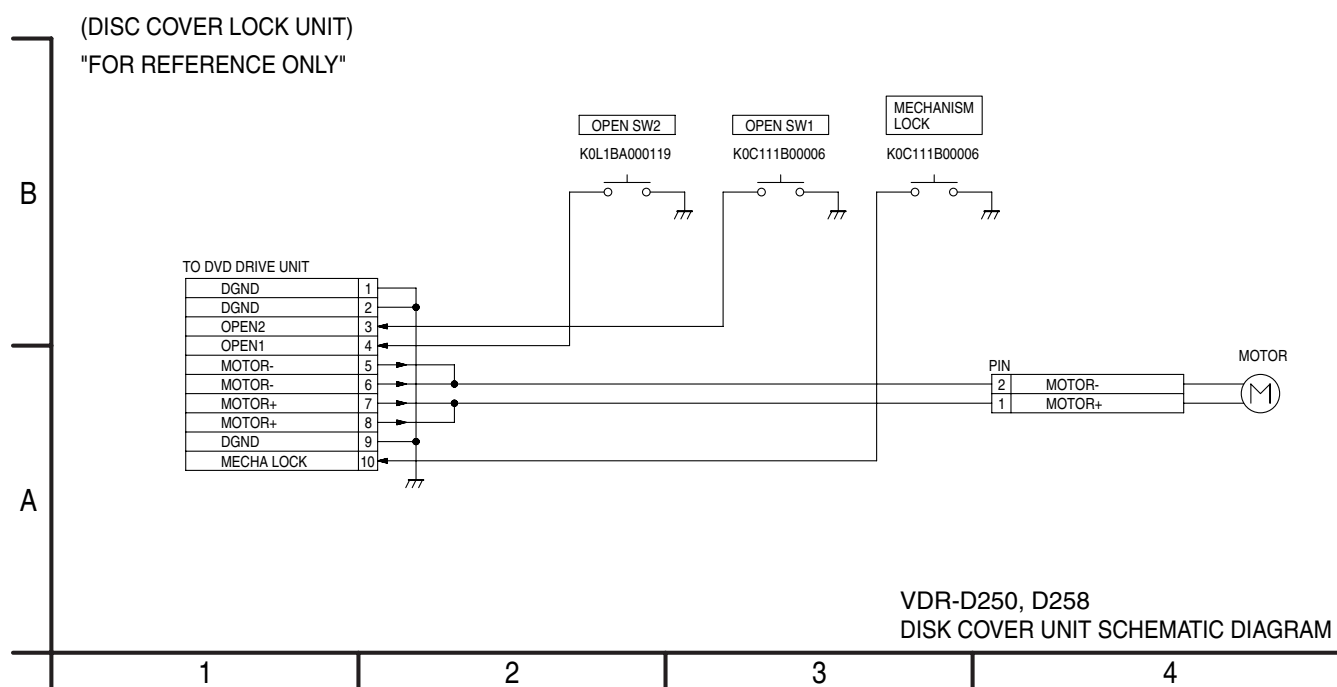 (DISC COVER LOCK UNIT)
"FOR REFERENCE ONLY"
MECHANISM
LOCK
OPEN SW2
OPEN SW1
K0L1BA000119
K0C111B00006
K0C111B00006
B
TO DVD DRIVE UNIT
DGND 1
DGND 2
OPEN2 3
OPEN1 4
MOTOR- 5
MOTOR- 6
MOTOR+ 7
MOTOR+ 8
DGND 9
MECHA LOCK 10
PIN
2 MOTOR-
1 MOTOR+
MOTOR
M
A
VDR-D250, D258
DISK COVER UNIT SCHEMATIC DIAGRAM
1 2 3 4